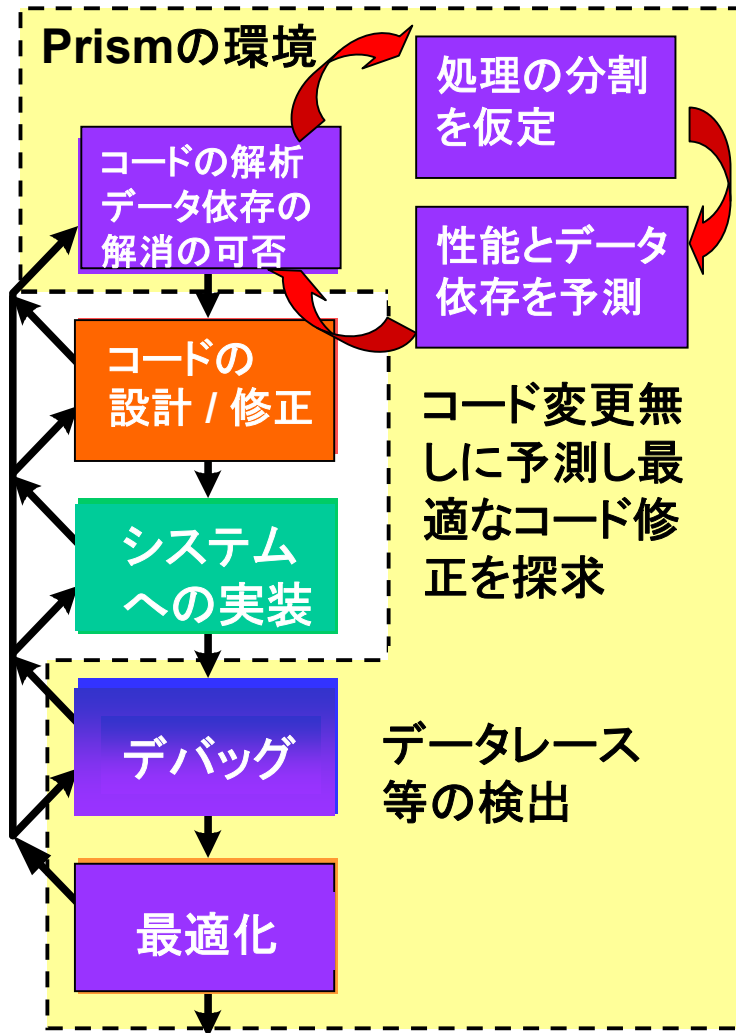 Prismの環境
処理の分割
を仮定
コードの解析
データ依存の
解消の可否
性能とデータ
依存を予測
コードの
設計 / 修正
コード変更無
しに予測し最
適なコード修
正を探求
システム
への実装
デバッグ
データレース
等の検出
最適化